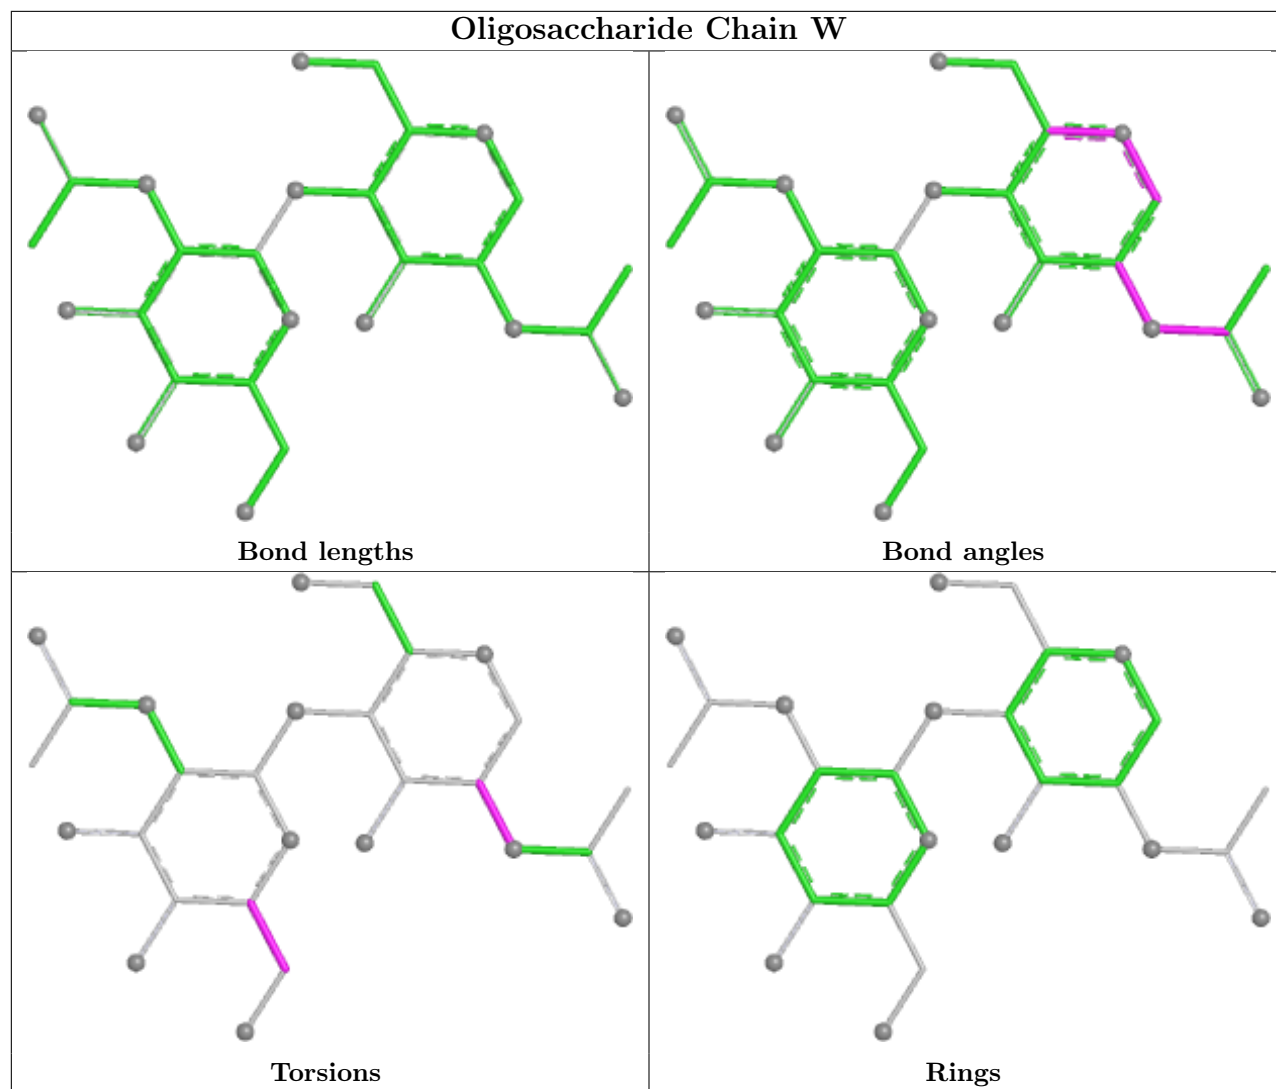 Oligosaccharide Chain W
Bond lengths
Bond angles
Torsions
Rings